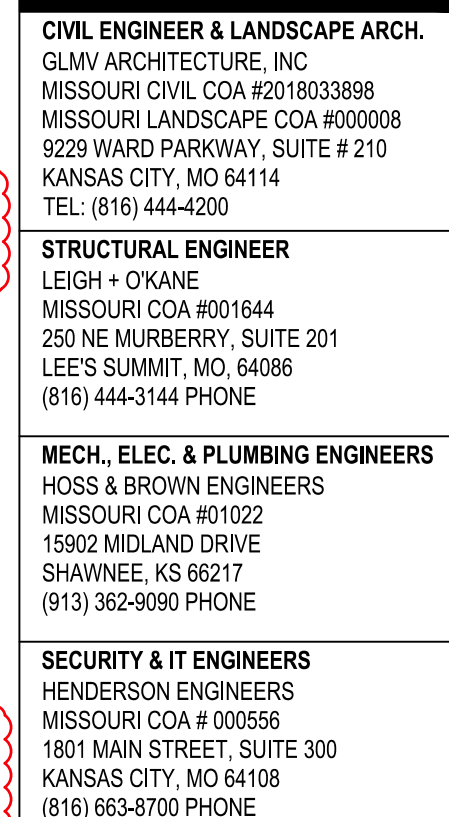 CIVIL ENGINEER & LANDSCAPE ARCH.
GLMV ARCHITECTURE, INC
MISSOURI CIVIL COA #2018033898
MISSOURI LANDSCAPE COA #000008
9229 WARD PARKWAY, SUITE # 210
KANSAS CITY, MO 64114
TEL: (816) 444-4200
STRUCTURAL ENGINEER
LEIGH + O'KANE
MISSOURI COA #001644
250 NE MURBERRY, SUITE 201
LEE'S SUMMIT, MO, 64086
(816) 444-3144 PHONE
MECH., ELEC. & PLUMBING ENGINEERS
HOSS & BROWN ENGINEERS
MISSOURI COA #01022
15902 MIDLAND DRIVE
SHAWNEE, KS 66217
(913) 362-9090 PHONE
SECURITY & IT ENGINEERS
HENDERSON ENGINEERS
MISSOURI COA # 000556
1801 MAIN STREET, SUITE 300
KANSAS CITY, MO 64108
(816) 663-8700 PHONE